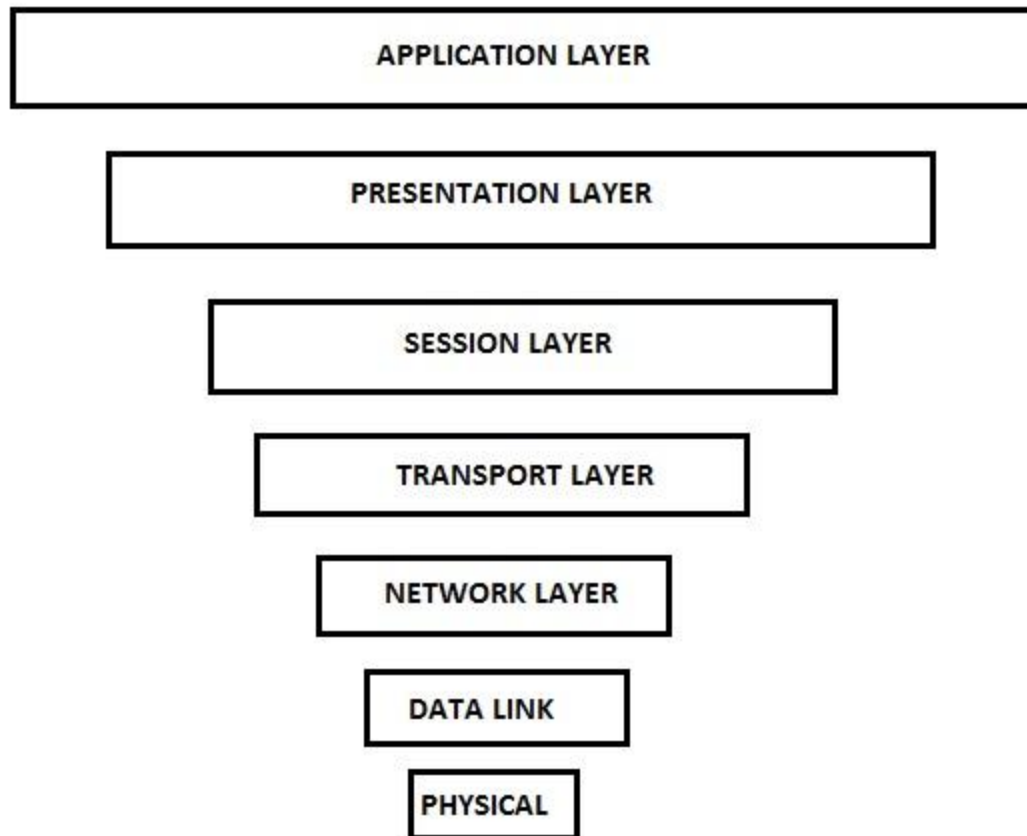 APPLICATION LAYER
PRESENTATION LAYER
SESSION LAYER
TRANSPORT LAYER
NETWORK LAYER
DATA LINK
PHYSICAL